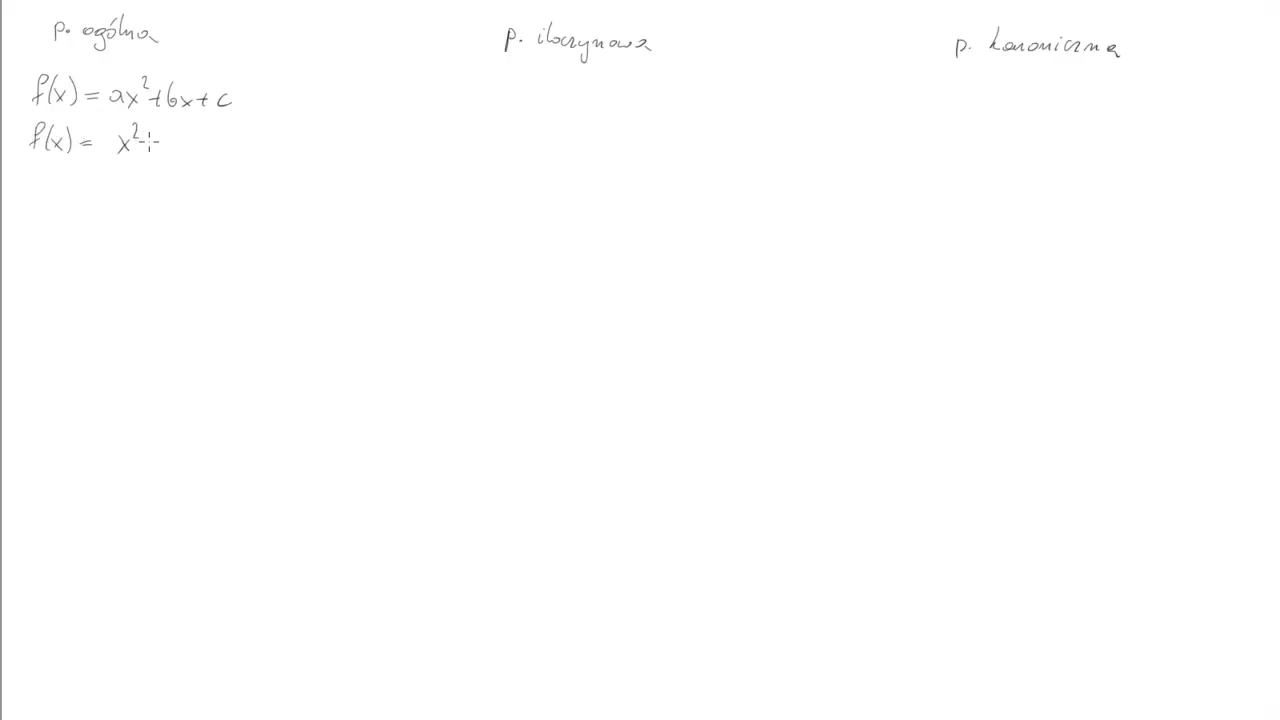 p. ogólna
p. iloczynowa
p. kanoniczna
f(x) = ax²+bx+c
f(x) = x²+